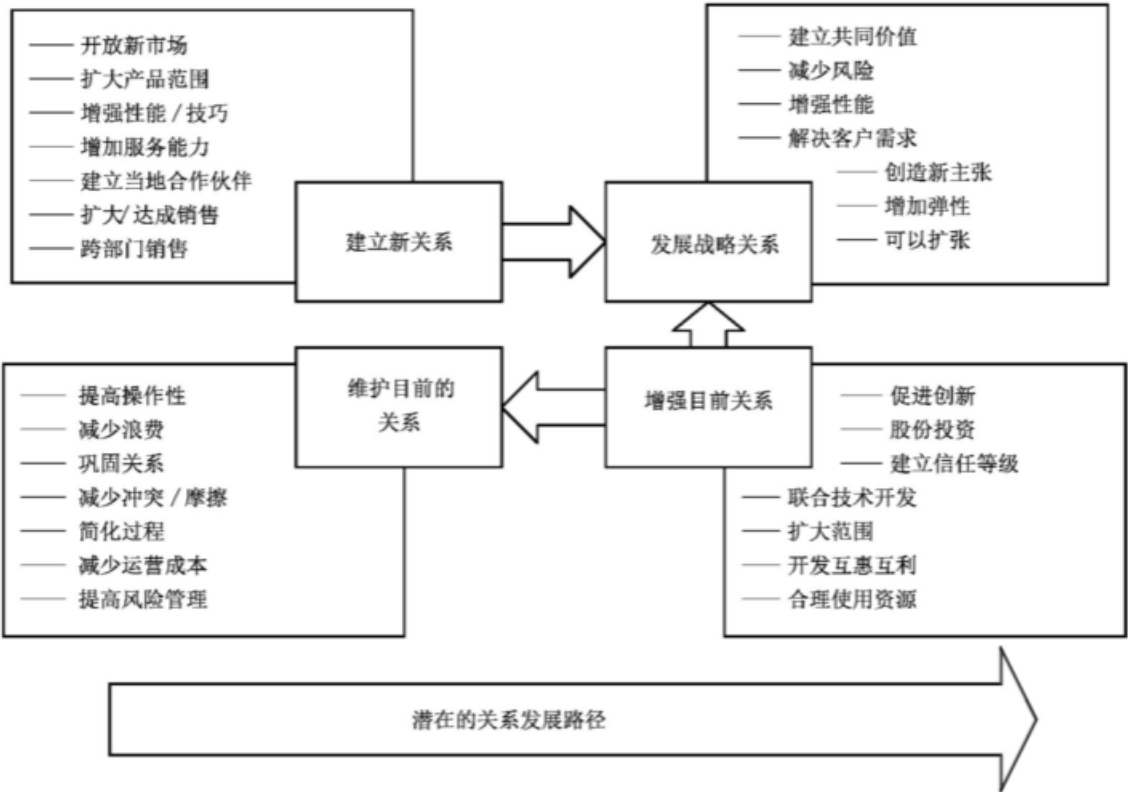 开放新市场
扩大产品范围
增强性能/技巧
增加服务能力
建立当地合作伙伴
扩大/达成销售
跨部门销售
建立新关系
建立共同价值
减少风险
增强性能
解决客户需求
创造新主张
增加弹性
可以扩张
发展战略关系
提高操作性
减少浪费
巩固关系
减少冲突/摩擦
简化过程
减少运营成本
提高风险管理
维护目前的
关系
增强目前关系
促进创新
股份投资
建立信任等级
联合技术开发
扩大范围
开发互惠互利
合理使用资源
潜在的关系发展路径